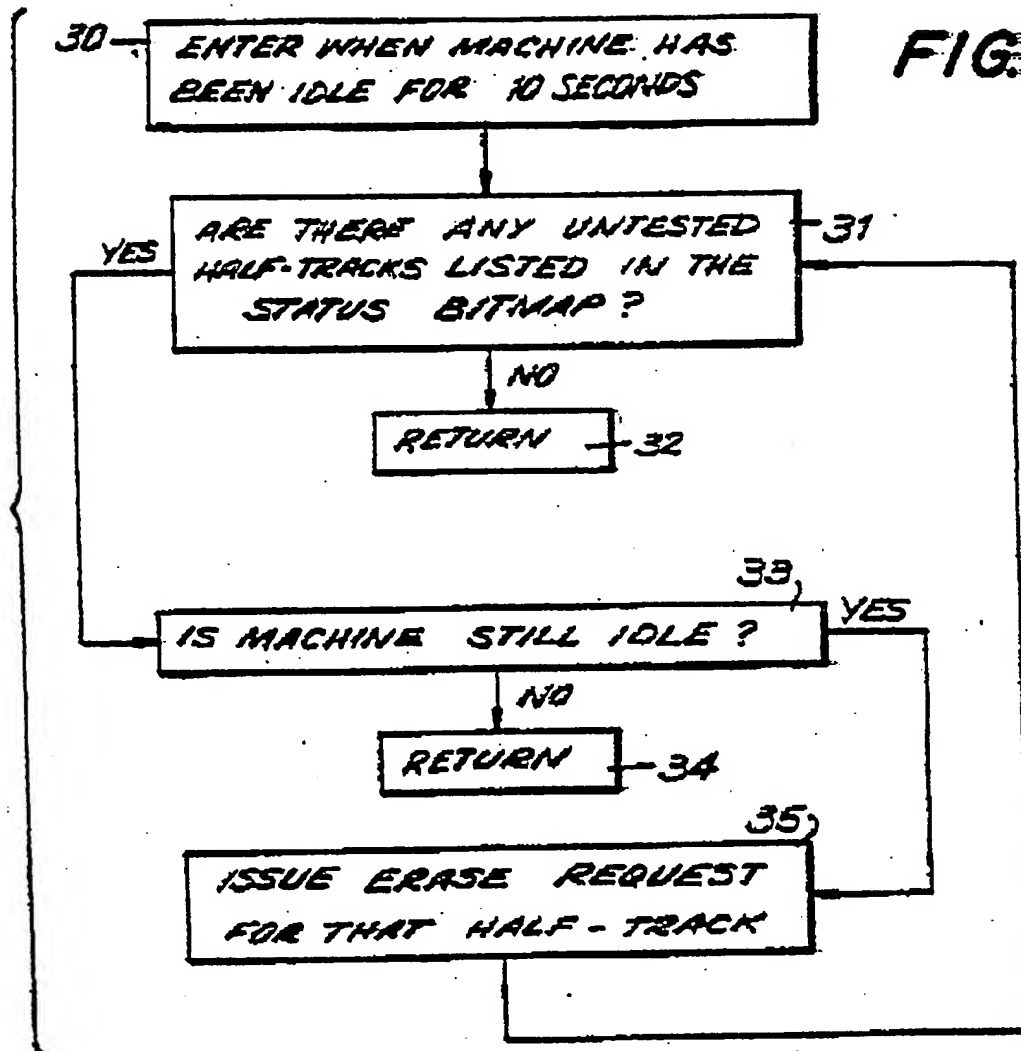 FIG.
30
ENTER WHEN MACHINE HAS
BEEN IDLE FOR 10 SECONDS
31
ARE THERE ANY UNTESTED
HALF-TRACKS LISTED IN THE
STATUS BITMAP?
YES
NO
RETURN
32
33
IS MACHINE STILL IDLE?
YES
NO
RETURN
34
35
ISSUE ERASE REQUEST
FOR THAT HALF-TRACK